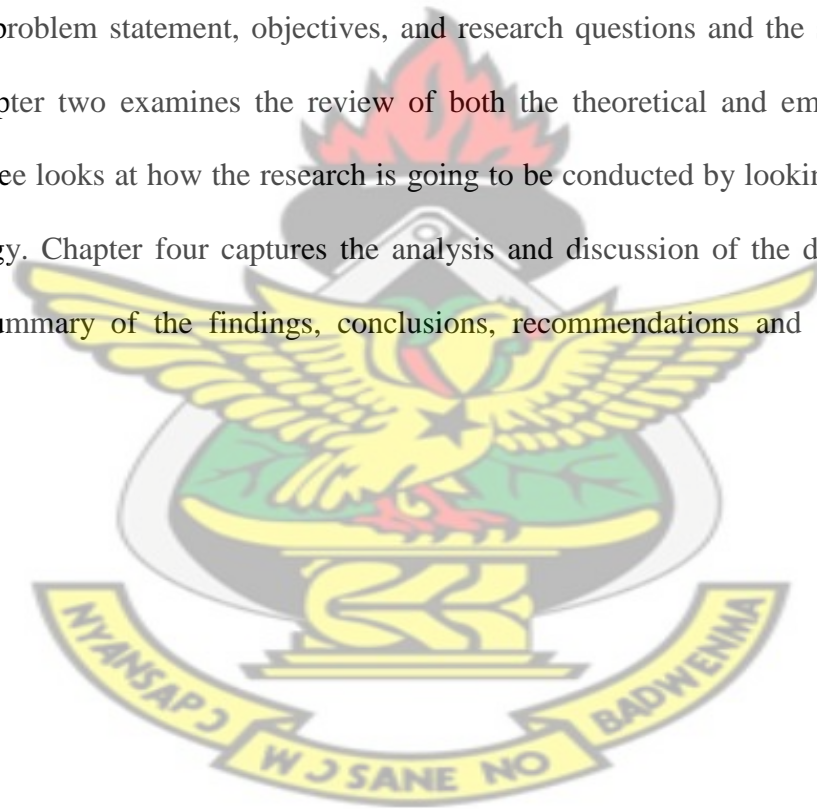 problem statement, objectives, and research questions and the
pter two examines the review of both the theoretical and em
ee looks at how the research is going to be conducted by lookin
gy. Chapter four captures the analysis and discussion of the d
ummary of the findings, conclusions, recommendations and
NYANSAPƆ WƆSANE NO BADWENMA